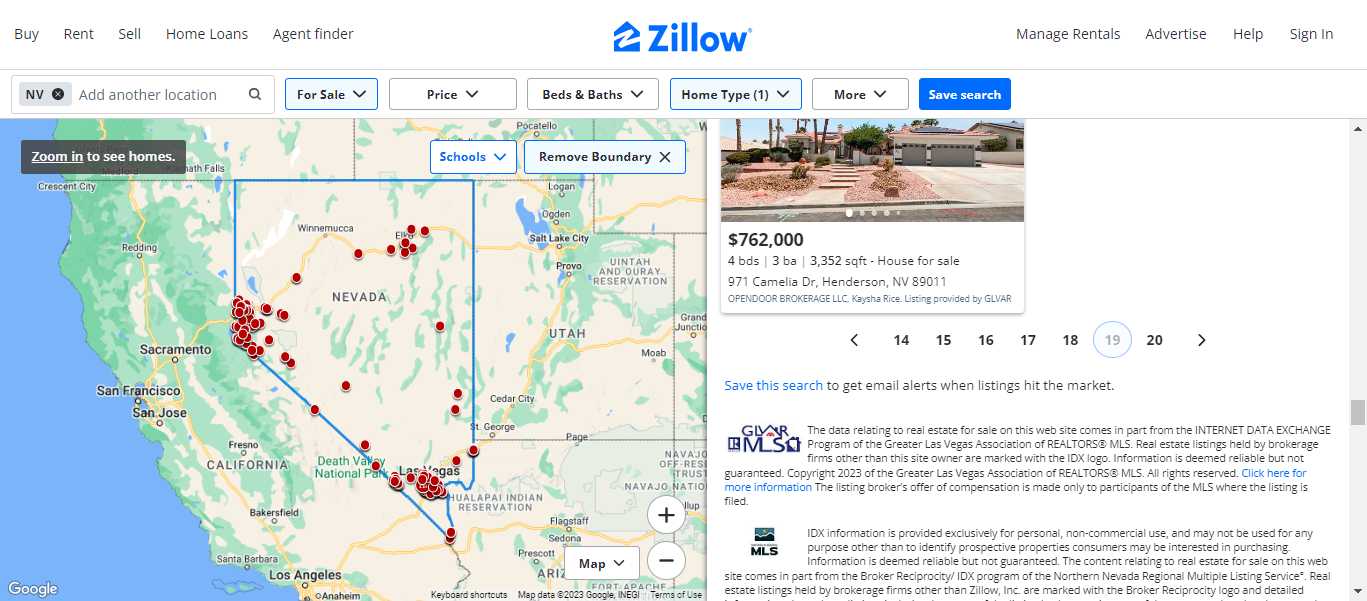 Buy Rent Sell Home Loans Agent finder
Zillow
Manage Rentals Advertise Help Sign In
NV Add another location
For Sale
Price
Beds & Baths
Home Type (1)
More
Save search
Zoom in to see homes.
Schools
Remove Boundary
Pocatello
Crescent City
Logan
Winnemucca
Ogden
Salt Lake City
Redding
Provo
UINTAH
AND OURAY
RESERVATION
NEVADA
UTAH
Grand
Junction
Moab
Sacramento
San Francisco
San Jose
Cedar City
St. George
Page
Fresno
CALIFORNIA
Death Valley
National Park
Las Vegas
NAVAJO NATION
HUALAPAI INDIAN
RESERVATION
Bakersfield
Flagstaff
Sedona
Prescott
Santa Barbara
Los Angeles
Anaheim
FORT APACHE
Map
Google
Keyboard shortcuts Map data ©2023 Google, INEGI Terms of Use
$762,000
4 bds | 3 ba | 3,352 sqft - House for sale
971 Camelia Dr, Henderson, NV 89011
OPENDOOR BROKERAGE LLC, Kaysha Rice. Listing provided by GLVAR
14 15 16 17 18 19 20
Save this search to get email alerts when listings hit the market.
GLVAR
MLS
The data relating to real estate for sale on this web site comes in part from the INTERNET DATA EXCHANGE
Program of the Greater Las Vegas Association of REALTORS® MLS. Real estate listings held by brokerage
firms other than this site owner are marked with the IDX logo. Information is deemed reliable but not
guaranteed. Copyright 2023 of the Greater Las Vegas Association of REALTORS® MLS. All rights reserved. Click here for
more information The listing broker's offer of compensation is made only to participants of the MLS where the listing is
filed.
MLS
IDX information is provided exclusively for personal, non-commercial use, and may not be used for any
purpose other than to identify prospective properties consumers may be interested in purchasing.
Information is deemed reliable but not guaranteed. The content relating to real estate for sale on this web
site comes in part from the Broker Reciprocity/ IDX program of the Northern Nevada Regional Multiple Listing Service°. Real
estate listings held by brokerage firms other than Zillow, Inc. are marked with the Broker Reciprocity logo and detailed